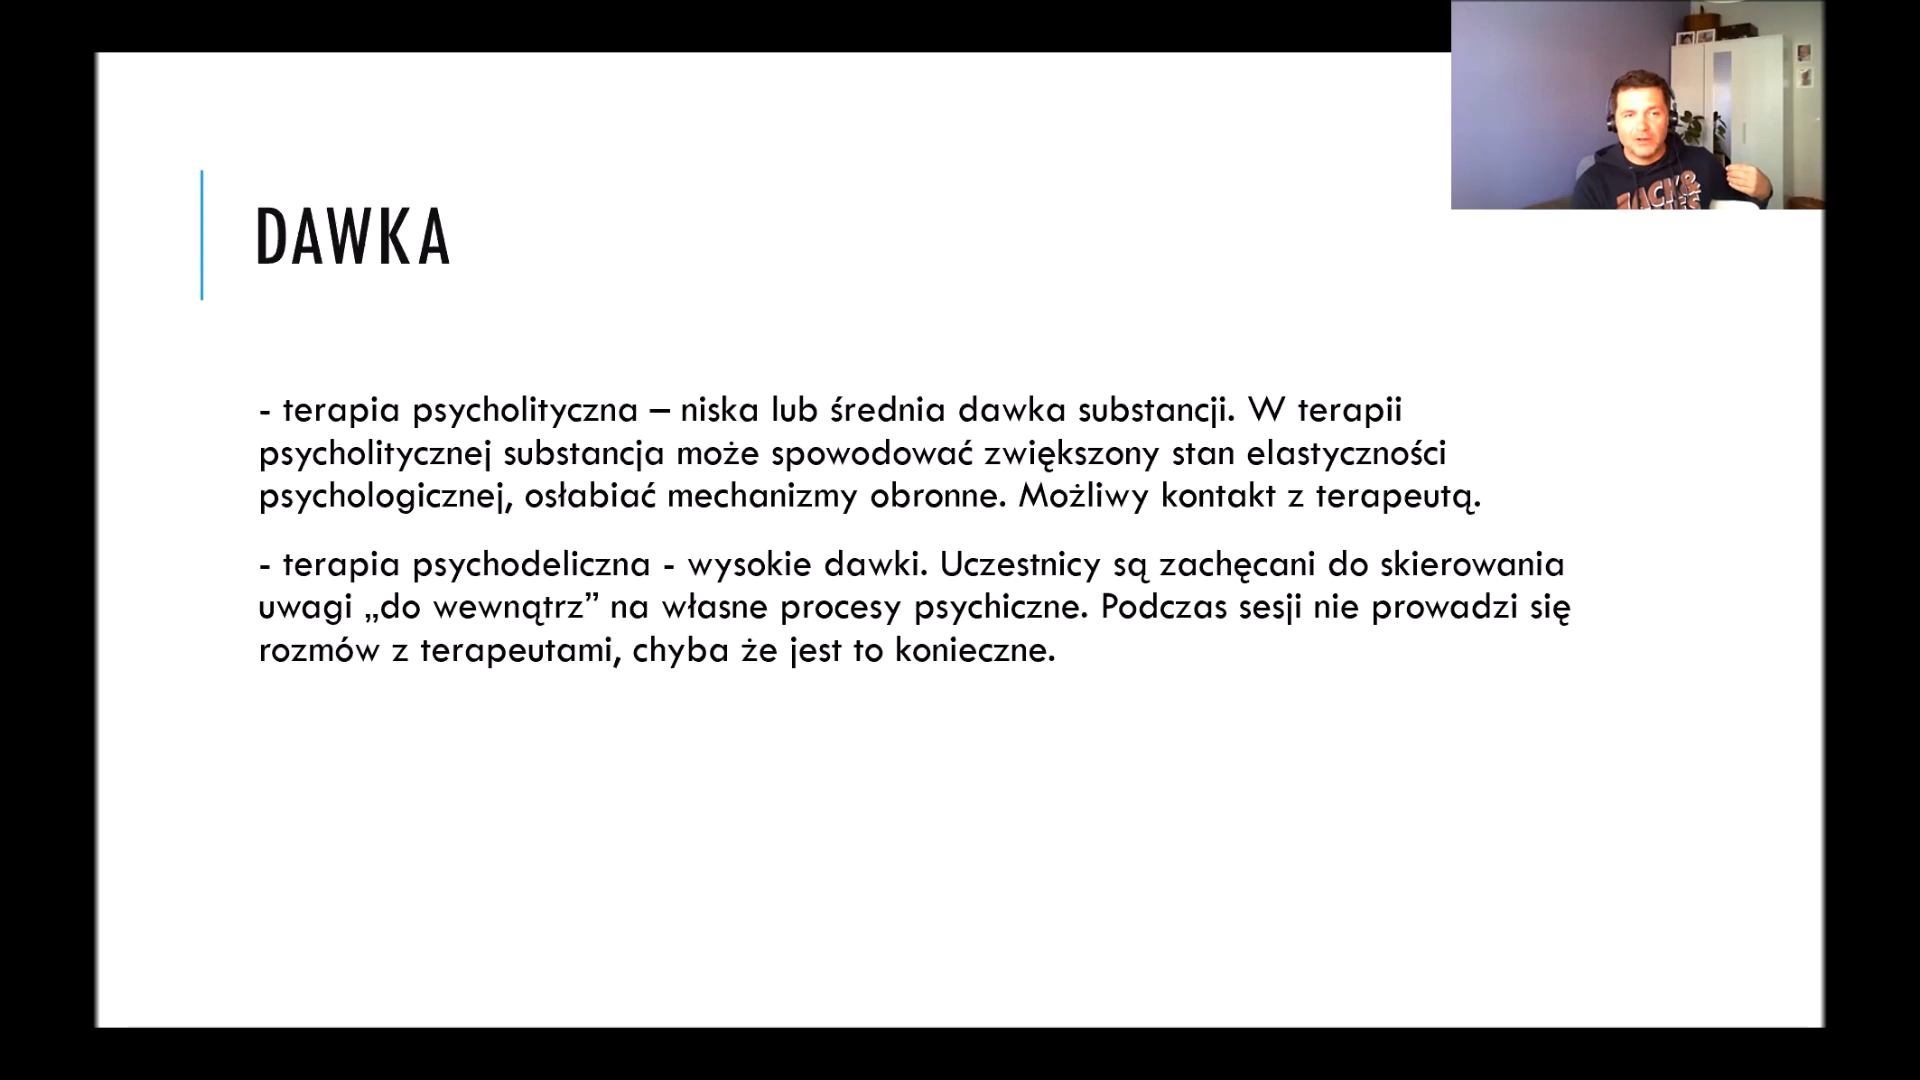 DAWKA
- terapia psycholityczna – niska lub średnia dawka substancji. W terapii
psycholitycznej substancja może spowodować zwiększony stan elastyczności
psychologicznej, osłabiać mechanizmy obronne. Możliwy kontakt z terapeutą.
- terapia psychodeliczna - wysokie dawki. Uczestnicy są zachęcani do skierowania
uwagi „do wewnątrz” na własne procesy psychiczne. Podczas sesji nie prowadzi się
rozmów z terapeutami, chyba że jest to konieczne.